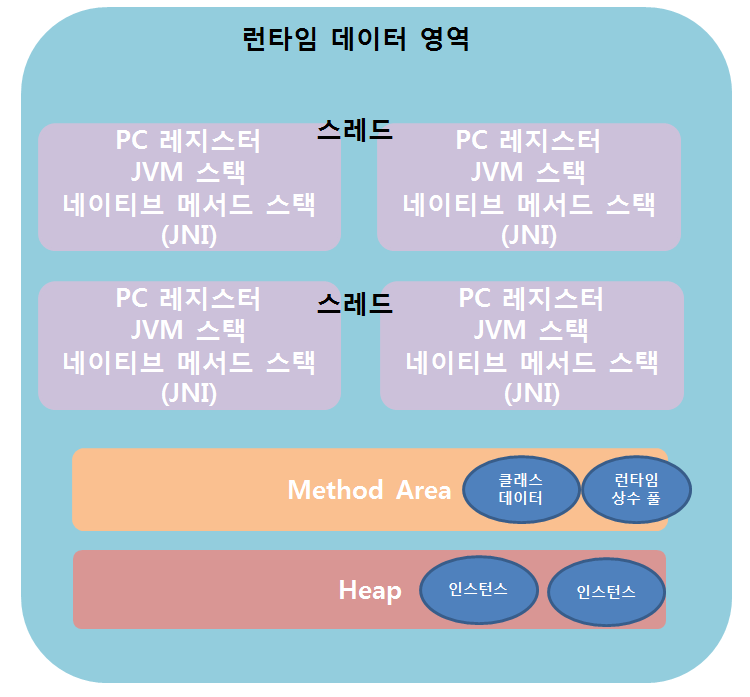 런타임 데이터 영역
스레드
PC 레지스터
JVM 스택
네이티브 메서드 스택
(JNI)
PC 레지스터
JVM 스택
네이티브 메서드 스택
(JNI)
스레드
PC 레지스터
JVM 스택
네이티브 메서드 스택
(JNI)
PC 레지스터
JVM 스택
네이티브 메서드 스택
(JNI)
Method Area
클래스
데이터
런타임
상수 풀
Heap
인스턴스
인스턴스